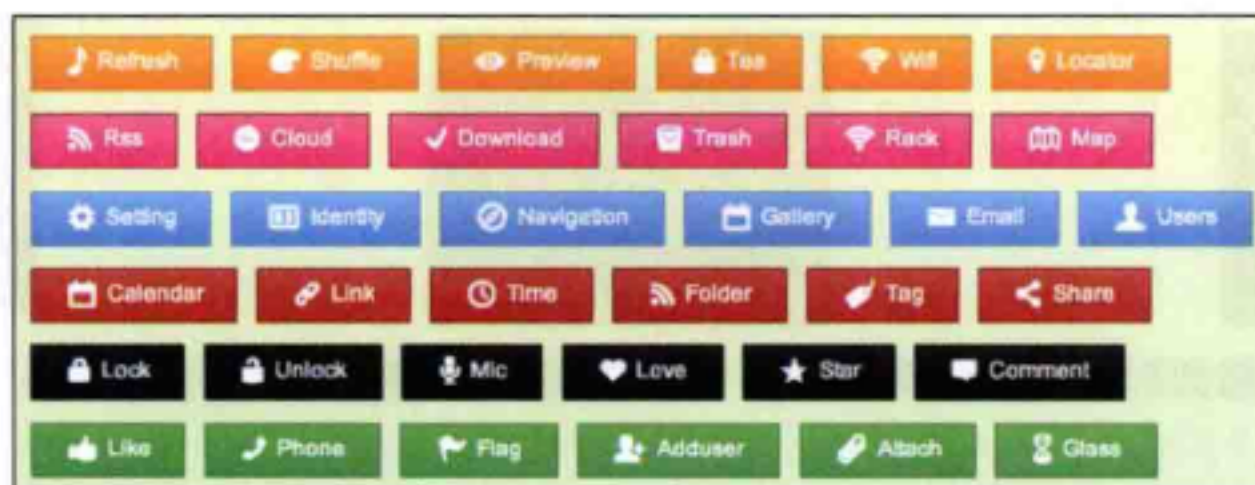 Refresh Shuffle Preview Tea Wifi Locator
Rss Cloud Download Trash Rack Map
Setting Identity Navigation Gallery Email Users
Calendar Link Time Folder Tag Share
Lock Unlock Mic Love Star Comment
Like Phone Flag Adduser Attach Glass